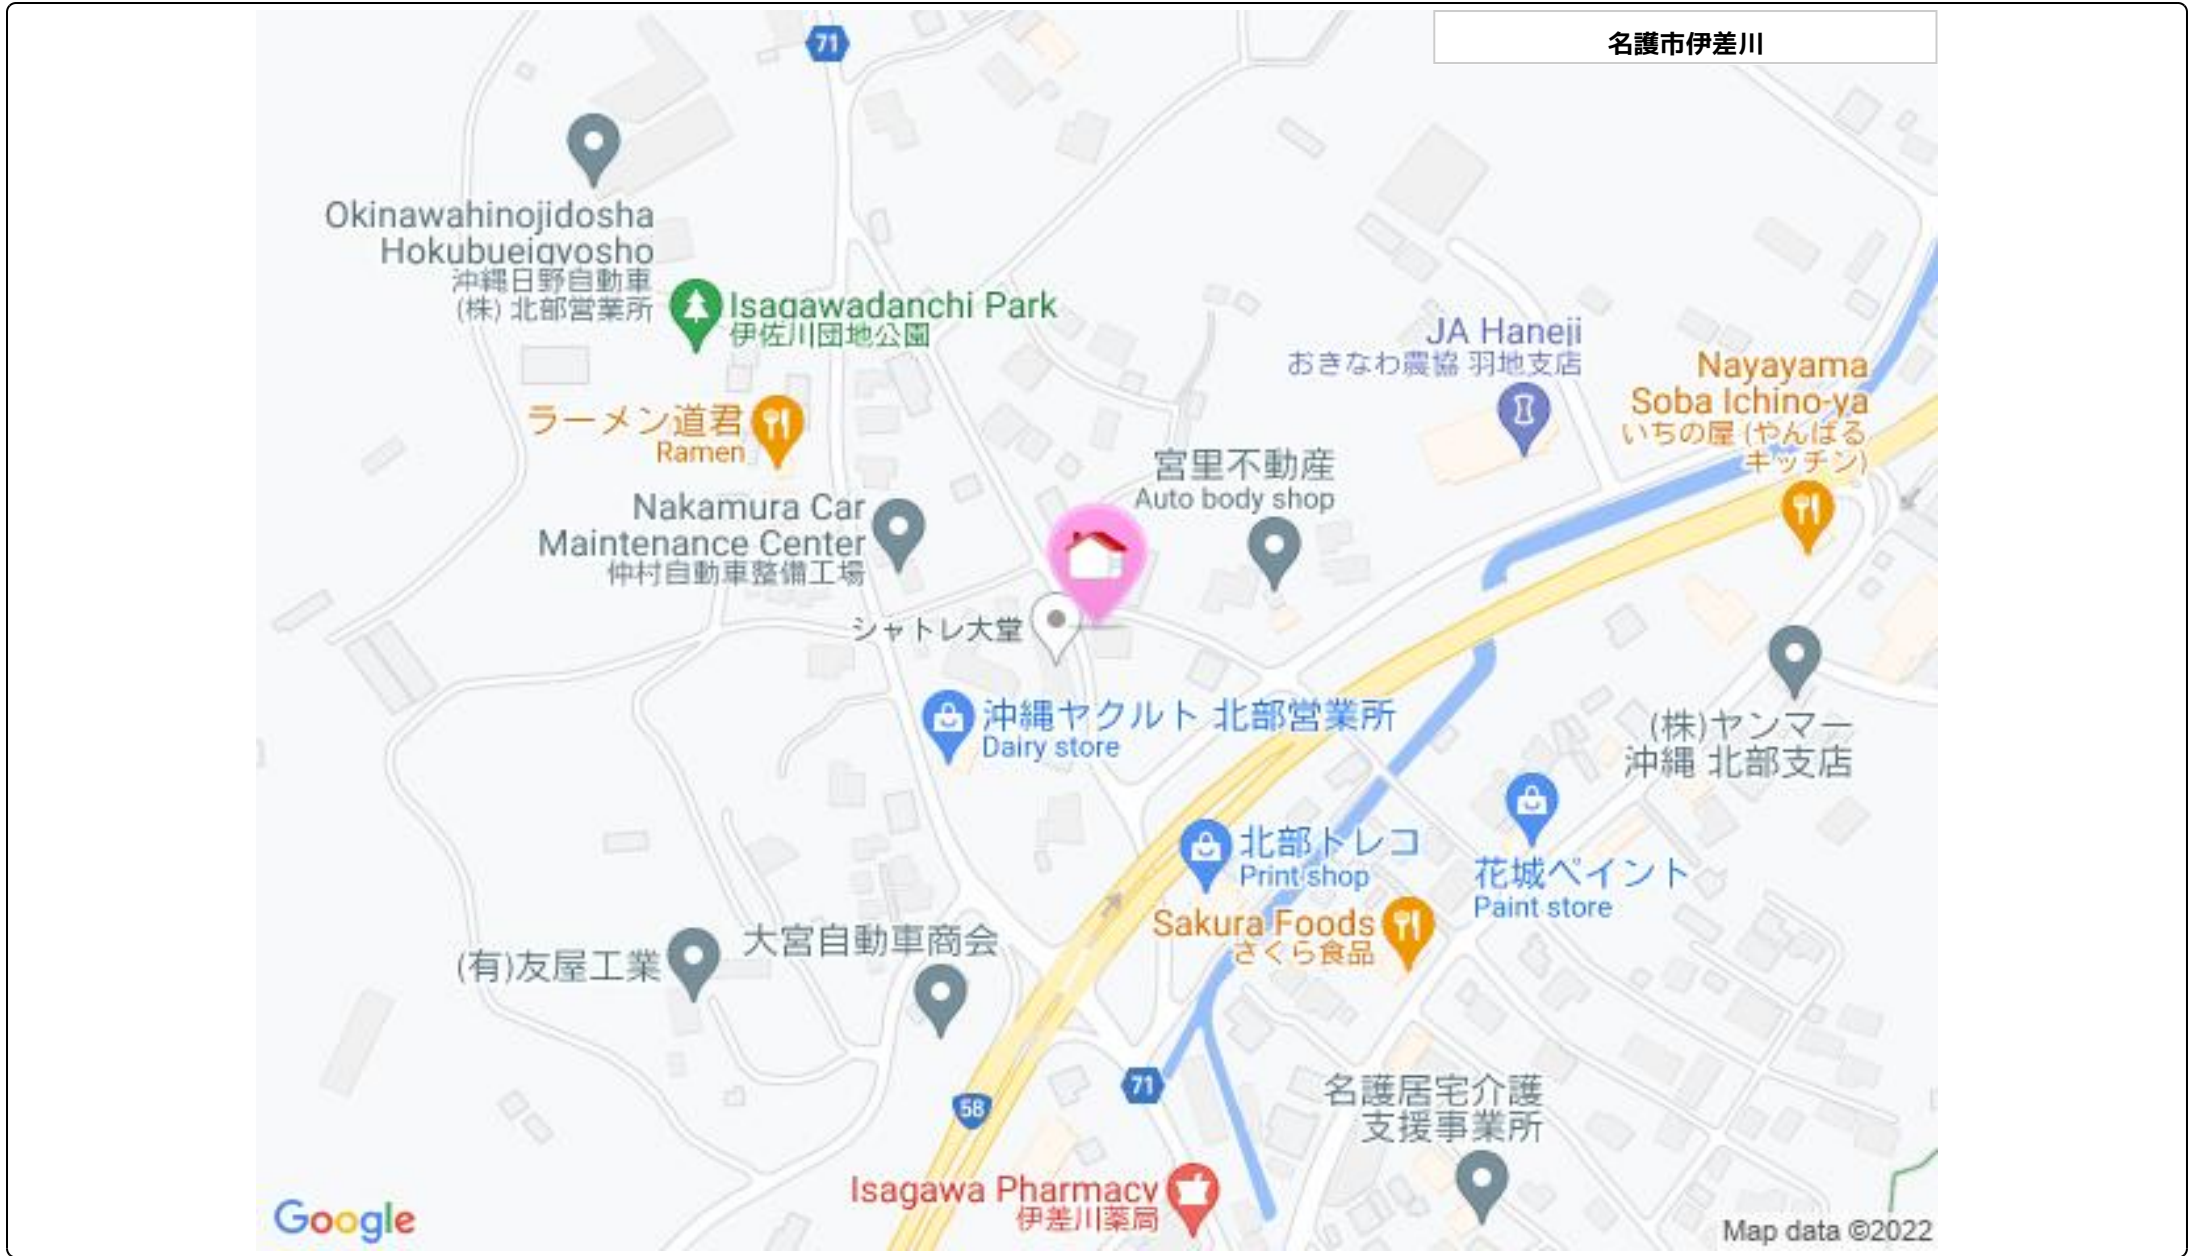 名護市伊差川
71
Okinawahinojidosha
Hokubueigyosho
沖縄日野自動車
(株) 北部営業所
Isagawadanchi Park
伊佐川団地公園
JA Haneji
おきなわ農協 羽地支店
Nayayama
Soba Ichino-ya
いちの屋 (やんばる
キッチン)
ラーメン道君
Ramen
宮里不動産
Auto body shop
Nakamura Car
Maintenance Center
仲村自動車整備工場
シャトレ大堂
沖縄ヤクルト 北部営業所
Dairy store
(株)ヤンマー
沖縄 北部支店
北部トレコ
Print shop
花城ペイント
Paint store
Sakura Foods
さくら食品
大宮自動車商会
(有)友屋工業
71
58
名護居宅介護
支援事業所
Isagawa Pharmacy
伊差川薬局
Google
Map data ©2022